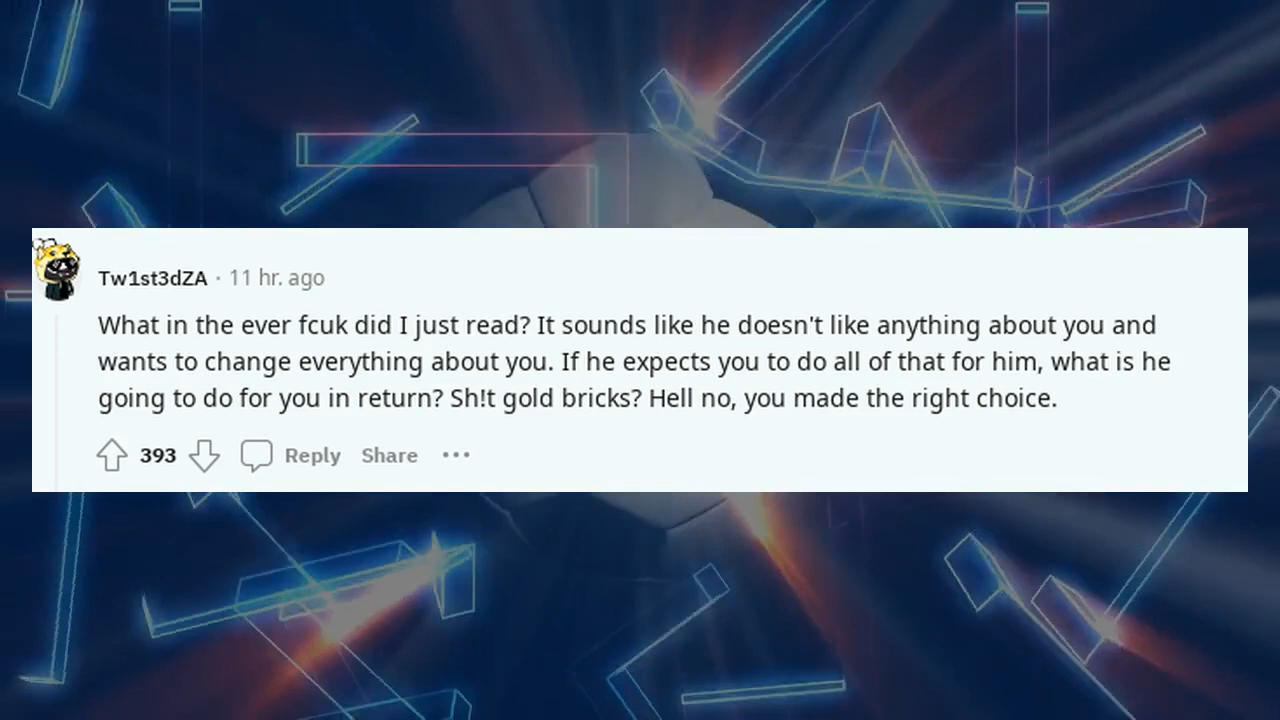 Tw1st3dZA · 11 hr. ago
What in the ever fcuk did I just read? It sounds like he doesn't like anything about you and
wants to change everything about you. If he expects you to do all of that for him, what is he
going to do for you in return? Sh!t gold bricks? Hell no, you made the right choice.
393 Reply Share ···